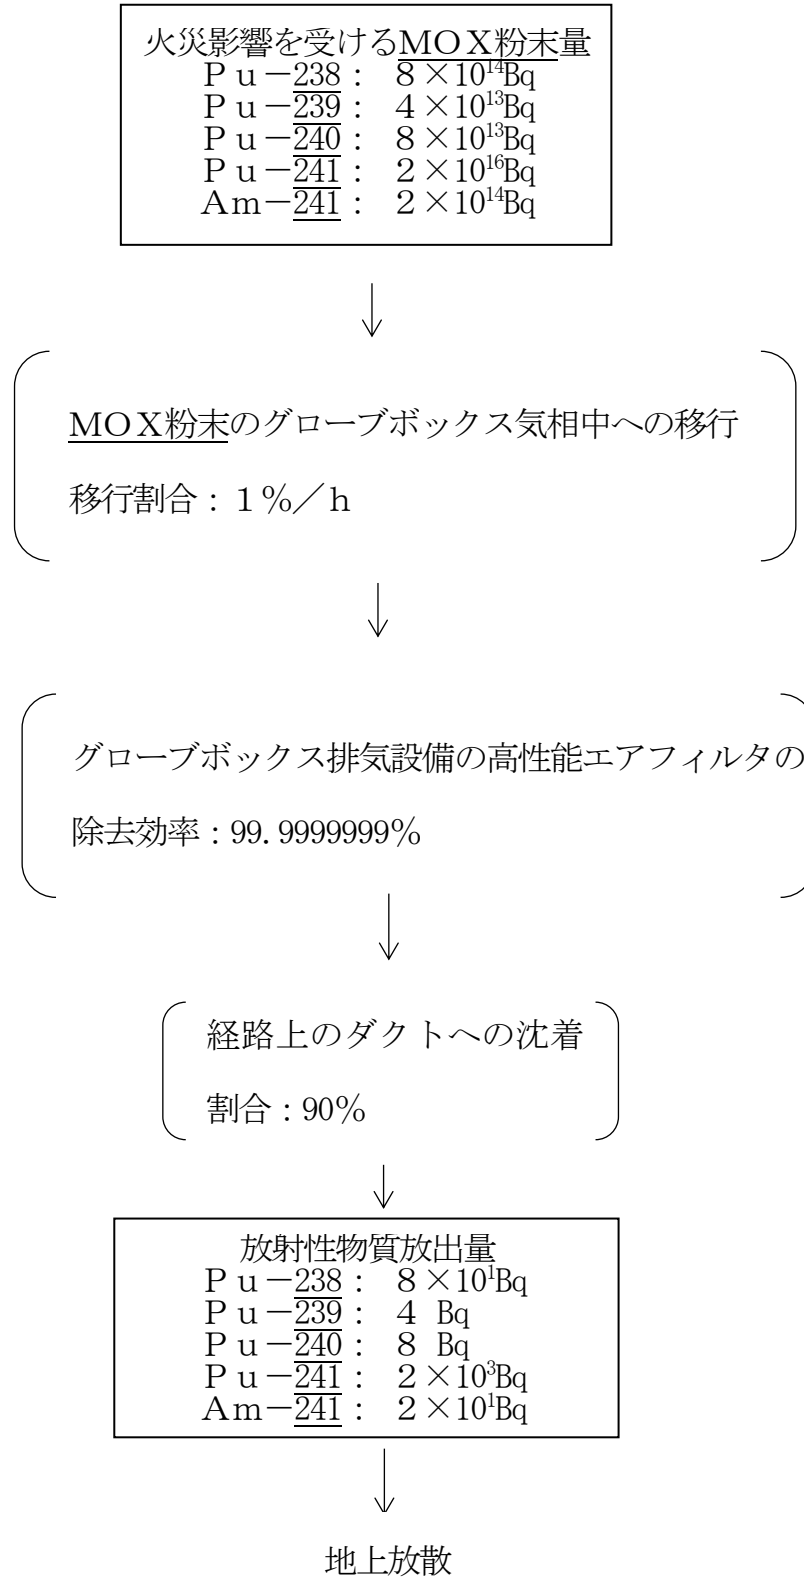 火災影響を受けるＭＯＸ粉末量
Ｐｕ－238： ８×10¹⁴Bq
Ｐｕ－239： ４×10¹³Bq
Ｐｕ－240： ８×10¹³Bq
Ｐｕ－241： ２×10¹⁶Bq
Ａｍ－241： ２×10¹⁴Bq
ＭＯＸ粉末のグローブボックス気相中への移行
移行割合：１％／ｈ
グローブボックス排気設備の高性能エアフィルタの
除去効率：99.9999999％
経路上のダクトへの沈着
割合：90％
放射性物質放出量
Ｐｕ－238： ８×10¹Bq
Ｐｕ－239： ４ Bq
Ｐｕ－240： ８ Bq
Ｐｕ－241： ２×10³Bq
Ａｍ－241： ２×10¹Bq
地上放散